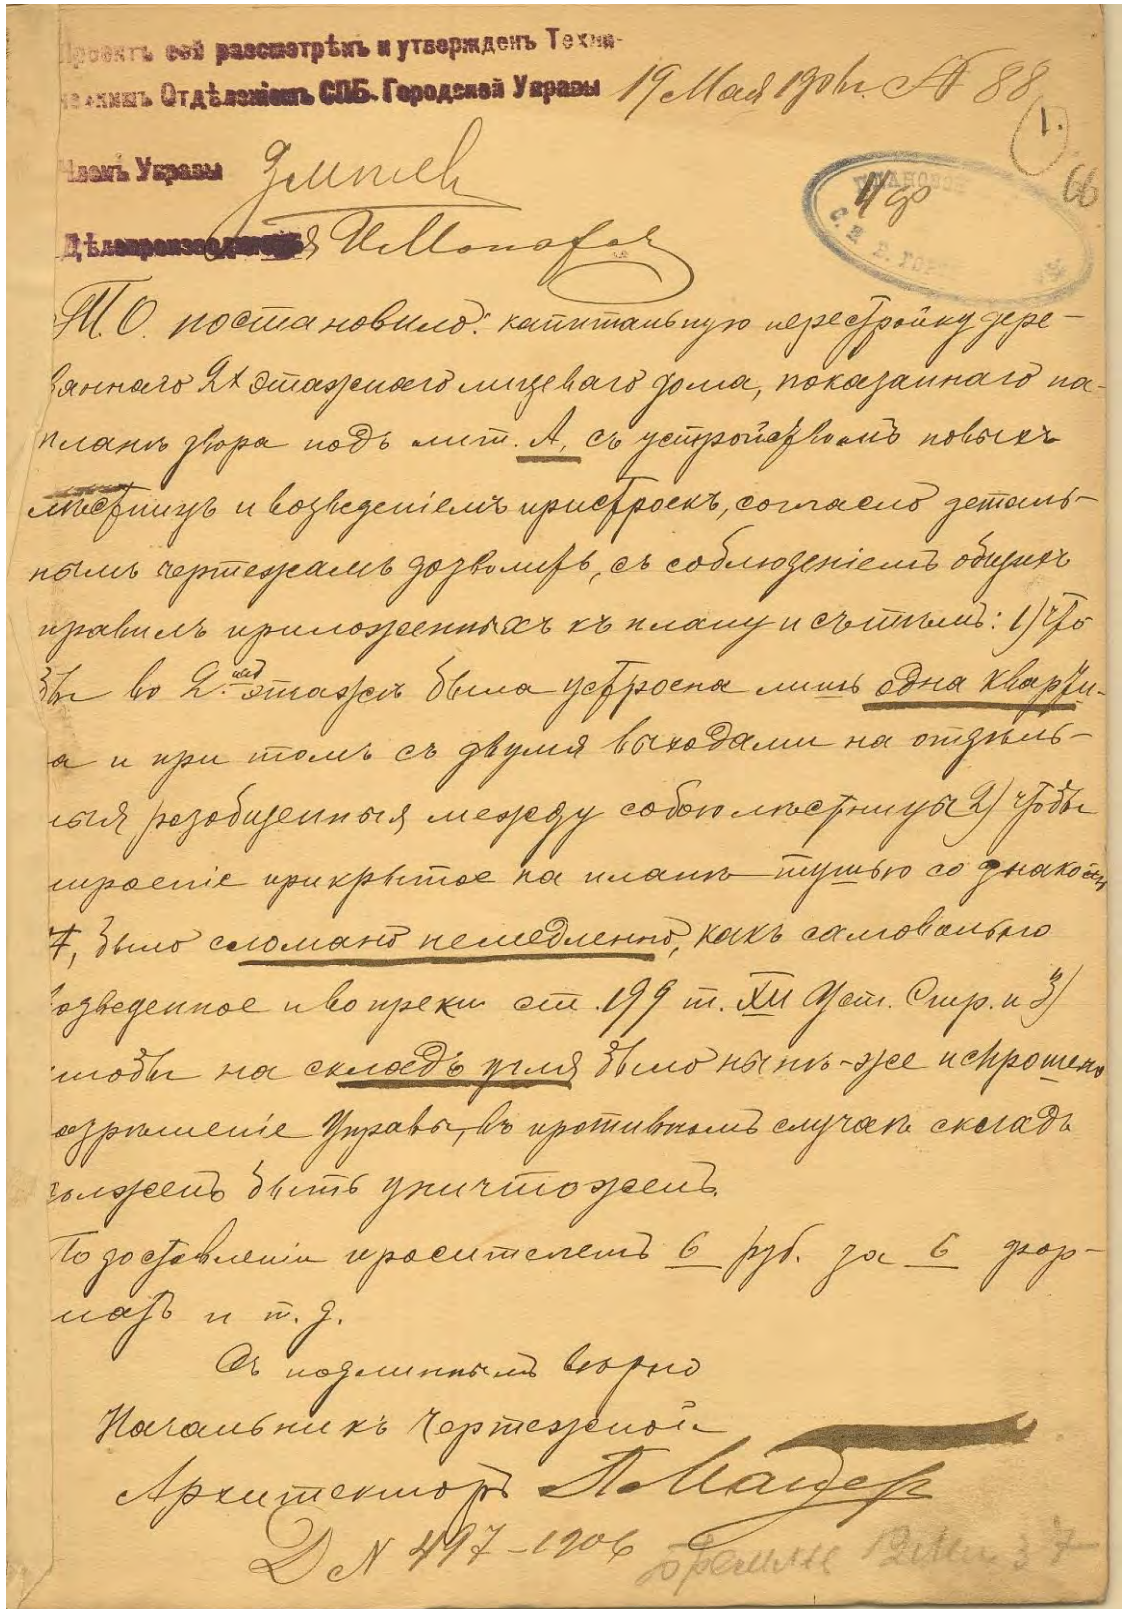 Проектъ сей разсмотрѣнъ и утвержденъ Техни-
ческимъ Отдѣленіемъ СПБ. Городской Управы 19 Мая 1906 г. № 88
1.
66
Членъ Управы
Дѣлопроизводитель
Т.О. постановило: капитальную перестройку дере-
вяннаго 2х этажнаго лицеваго дома, показаннаго на
планѣ двора подъ лит. А, съ устройствомъ новыхъ
лѣстницъ и возведеніемъ пристроекъ, согласно деталь-
нымъ чертежамъ дозволить, съ соблюденіемъ общихъ
правилъ приложенныхъ къ плану и съ тѣмъ: 1) что
бы во 2.омъ этажѣ была устроена лишь одна кварти-
а и при томъ съ двумя выходами на отдѣль-
ныя разобщенныя между собою лѣстницы 2) чтобы
строеніе прикрытое на планѣ тушью со знакомъ
, было сломано немедленно, какъ самовольно
возведенное и вопреки ст. 199 т. XII Уст. Стр. и 3)
чтобы на складъ угля было нынѣ-же испрошено
азрѣшеніе Управы, въ противномъ случаѣ складъ
долженъ быть уничтоженъ.
По доставленіи просителемъ 6 руб. за 6 фор-
матъ и т. д.
Съ подлиннымъ вѣрно
Начальникъ Чертежной
Архитекторъ
Д N 497-1906